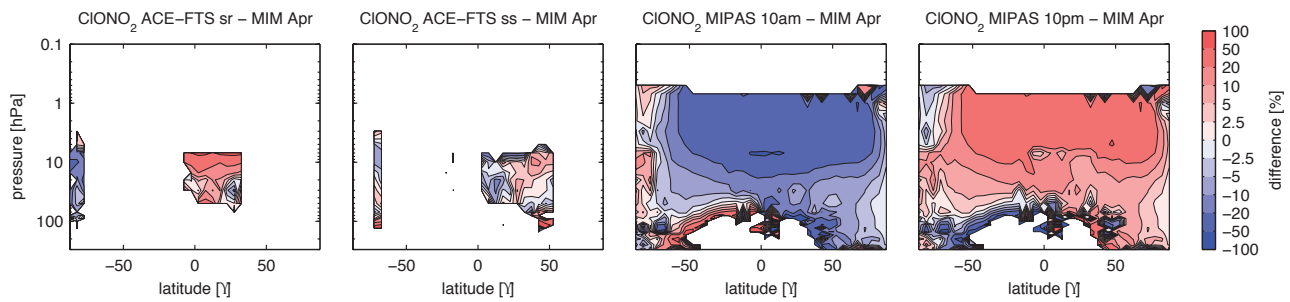 ClONO2 ACE-FTS sr – MIM Apr
ClONO2 ACE-FTS ss – MIM Apr
ClONO2 MIPAS 10am – MIM Apr
ClONO2 MIPAS 10pm – MIM Apr
0.1
1
10
100
pressure [hPa]
−50 0 50
−50 0 50
−50 0 50
−50 0 50
latitude [Υ]
latitude [Υ]
latitude [Υ]
latitude [Υ]
100
50
20
10
5
2.5
0
−2.5
−5
−10
−20
−50
−100
difference [%]